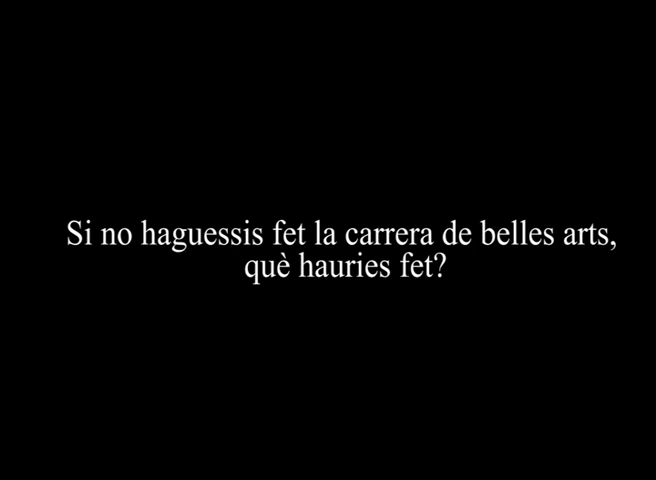 Si no haguessis fet la carrera de belles arts,
què hauries fet?